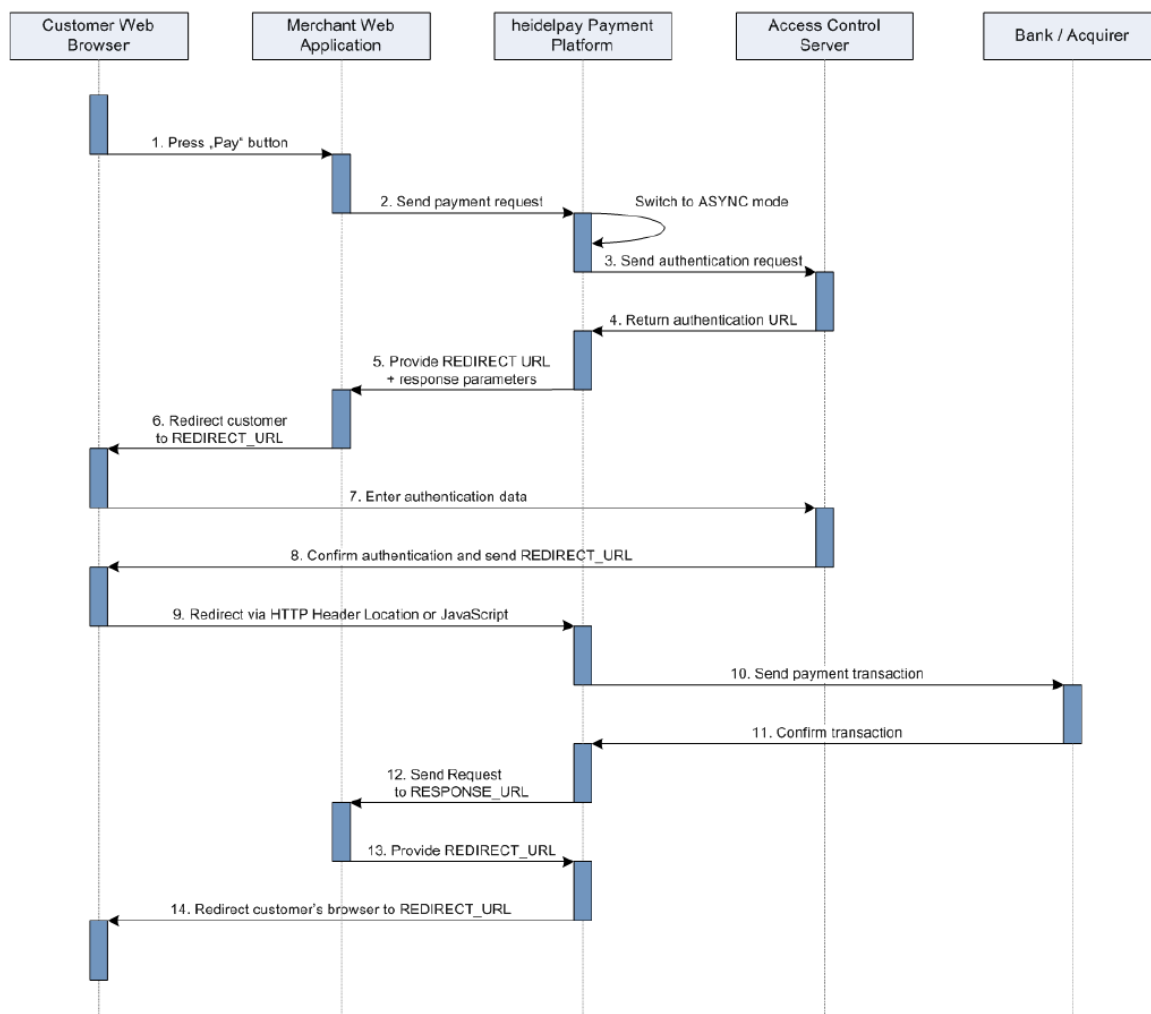 Customer Web
Browser
Merchant Web
Application
heidelpay Payment
Platform
Access Control
Server
Bank / Acquirer
1. Press „Pay“ button
2. Send payment request
Switch to ASYNC mode
3. Send authentication request
4. Return authentication URL
5. Provide REDIRECT URL
+ response parameters
6. Redirect customer
to REDIRECT_URL
7. Enter authentication data
8. Confirm authentication and send REDIRECT_URL
9. Redirect via HTTP Header Location or JavaScript
10. Send payment transaction
11. Confirm transaction
12. Send Request
to RESPONSE_URL
13. Provide REDIRECT_URL
14. Redirect customer's browser to REDIRECT_URL